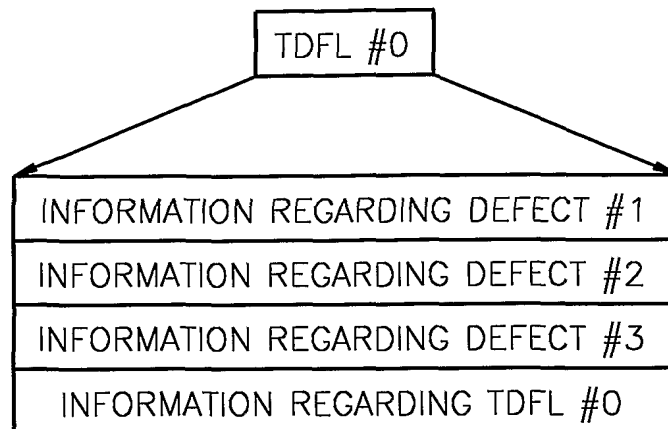 TDFL #0
INFORMATION REGARDING DEFECT #1
INFORMATION REGARDING DEFECT #2
INFORMATION REGARDING DEFECT #3
INFORMATION REGARDING TDFL #0